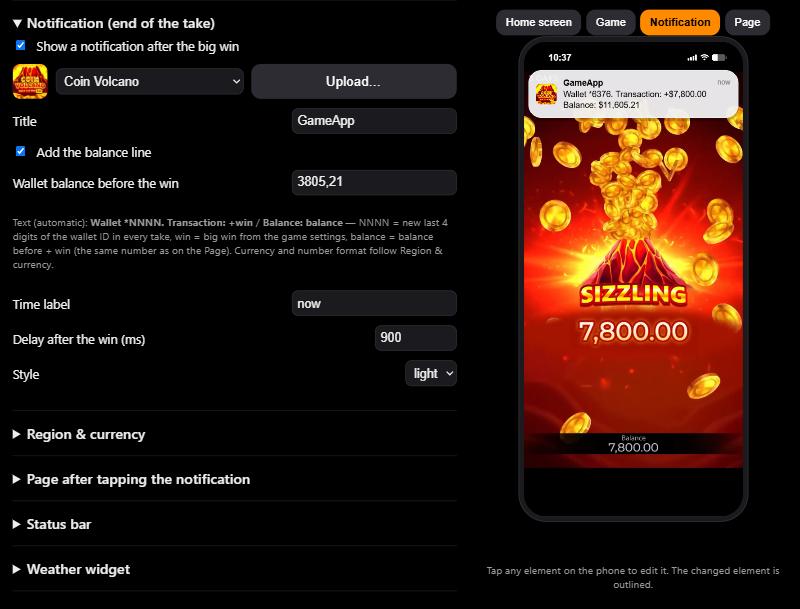 ▼ Notification (end of the take)
Show a notification after the big win
COIN VOLCANO
Coin Volcano
Upload...
Title
GameApp
Add the balance line
Wallet balance before the win
3805,21
Text (automatic): Wallet *NNNN. Transaction: +win / Balance: balance — NNNN = new last 4
digits of the wallet ID in every take, win = big win from the game settings, balance = balance
before + win (the same number as on the Page). Currency and number format follow Region &
currency.
Time label
now
Delay after the win (ms)
900
Style
light
▶ Region & currency
▶ Page after tapping the notification
▶ Status bar
▶ Weather widget
Home screen
Game
Notification
Page
10:37
GameApp
now
Wallet *6376. Transaction: +$7,800.00
Balance: $11,605.21
SIZZLING
7,800.00
Balance
7,800.00
Tap any element on the phone to edit it. The changed element is
outlined.